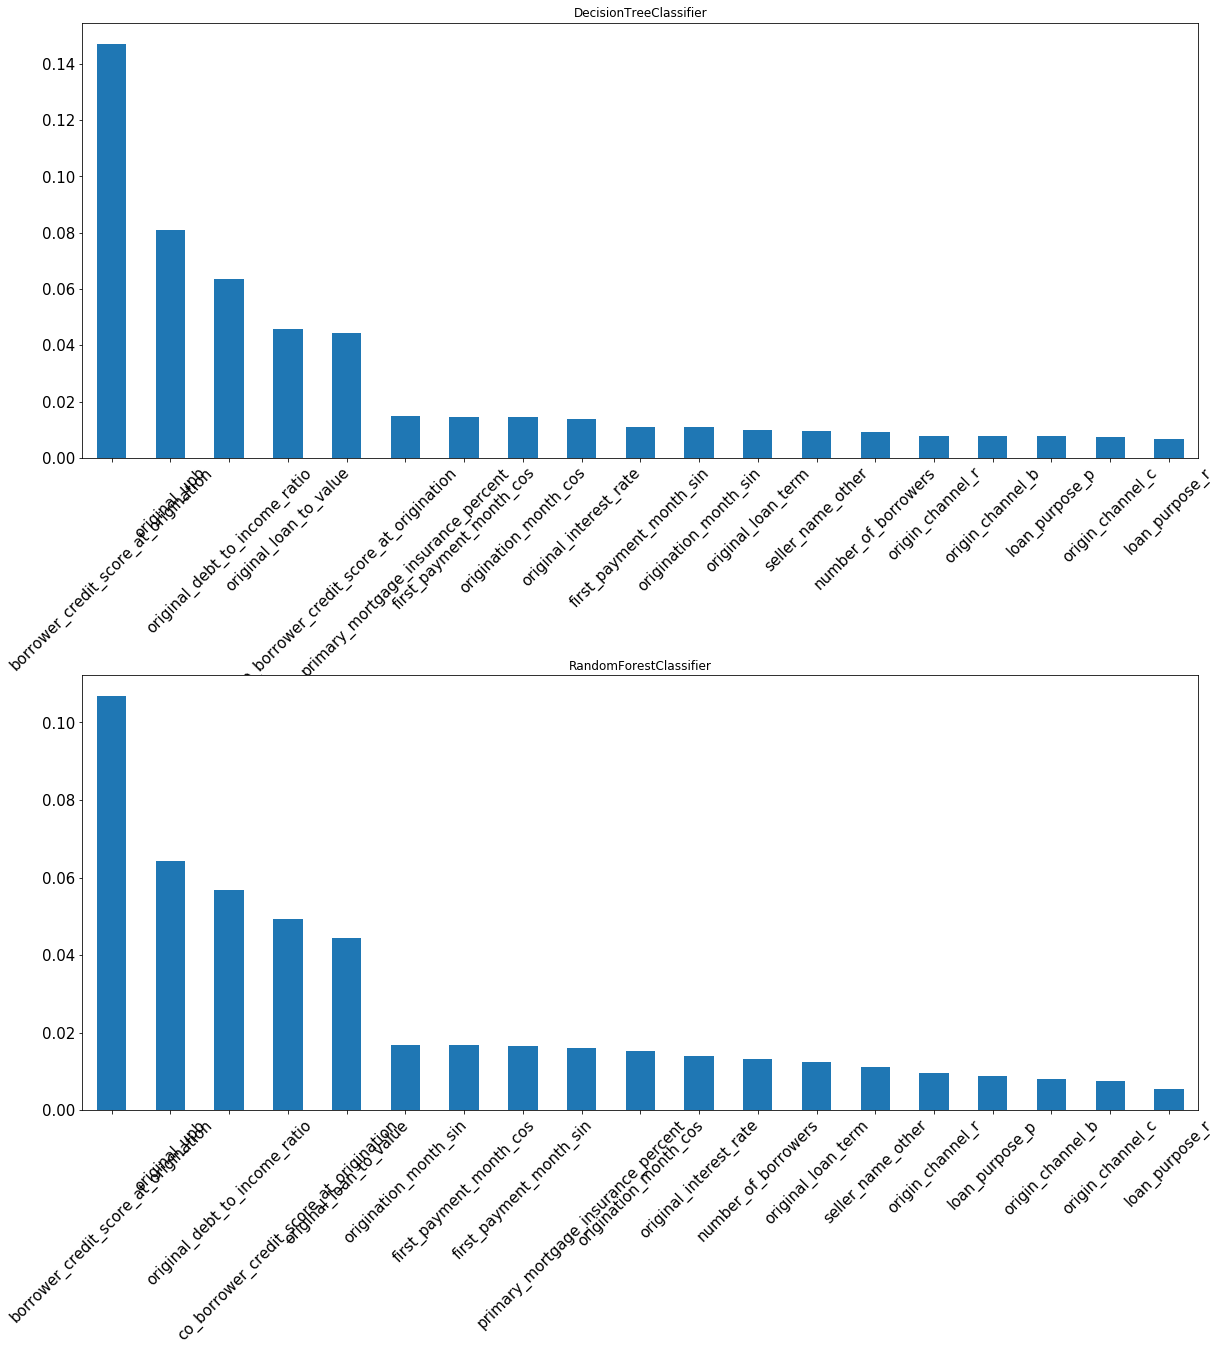 DecisionTreeClassifier
0.14
0.12
0.10
0.08
0.06
0.04
0.02
0.00
borrower_credit_score_at_origination
original_upb
original_debt_to_income_ratio
original_loan_to_value
o_borrower_credit_score_at_origination
primary_mortgage_insurance_percent
first_payment_month_cos
origination_month_cos
original_interest_rate
first_payment_month_sin
origination_month_sin
original_loan_term
seller_name_other
number_of_borrowers
origin_channel_r
origin_channel_b
loan_purpose_p
origin_channel_c
loan_purpose_r
RandomForestClassifier
0.10
0.08
0.06
0.04
0.02
0.00
borrower_credit_score_at_origination
original_upb
original_debt_to_income_ratio
co_borrower_credit_score_at_origination
original_loan_to_value
origination_month_sin
first_payment_month_cos
first_payment_month_sin
primary_mortgage_insurance_percent
origination_month_cos
original_interest_rate
number_of_borrowers
original_loan_term
seller_name_other
origin_channel_r
loan_purpose_p
origin_channel_b
origin_channel_c
loan_purpose_r